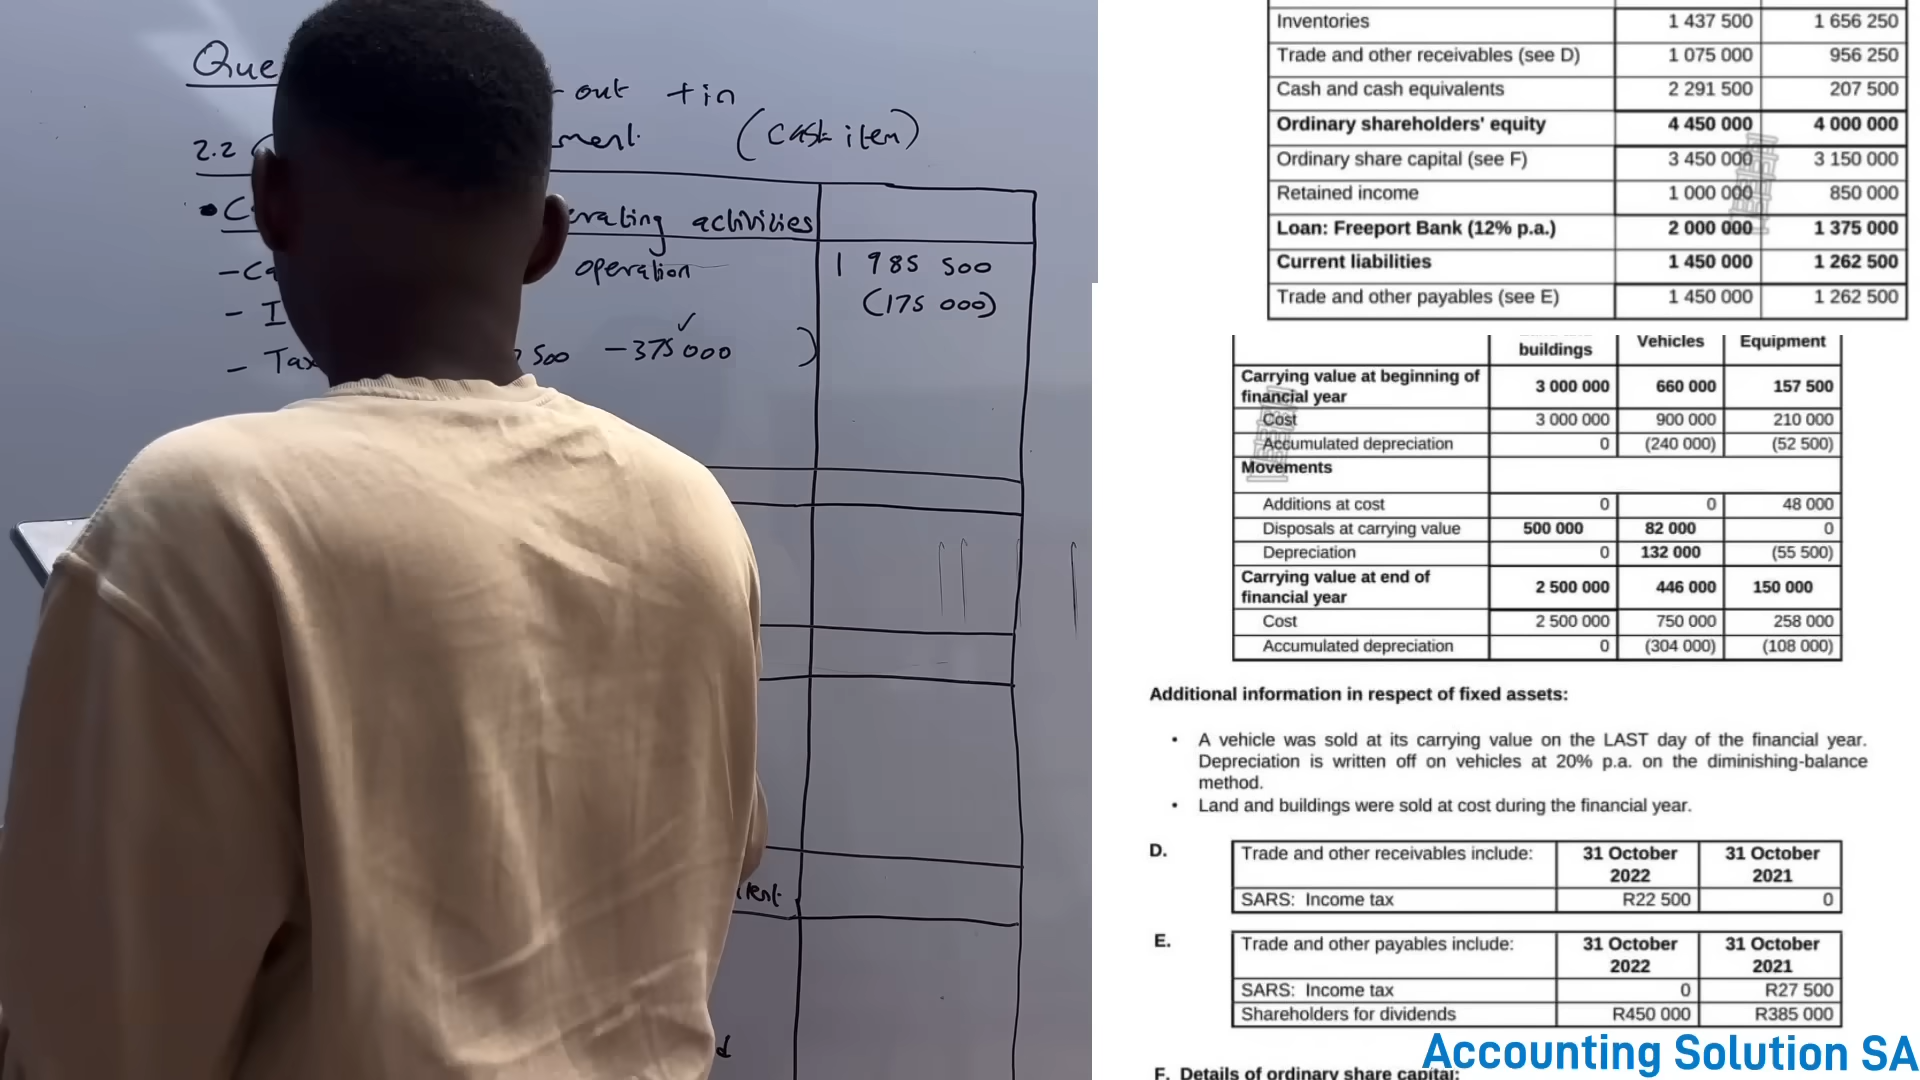 Que
out + in
(cash item)
2.2
activities
operation
1 985 500
(175 000)
500 - 375 000 )
Inventories 1 437 500 1 656 250
Trade and other receivables (see D) 1 075 000 956 250
Cash and cash equivalents 2 291 500 207 500
Ordinary shareholders' equity 4 450 000 4 000 000
Ordinary share capital (see F) 3 450 000 3 150 000
Retained income 1 000 000 850 000
Loan: Freeport Bank (12% p.a.) 2 000 000 1 375 000
Current liabilities 1 450 000 1 262 500
Trade and other payables (see E) 1 450 000 1 262 500
buildings Vehicles Equipment
Carrying value at beginning of
financial year 3 000 000 660 000 157 500
Cost 3 000 000 900 000 210 000
Accumulated depreciation 0 (240 000) (52 500)
Movements
Additions at cost 0 0 48 000
Disposals at carrying value 500 000 82 000 0
Depreciation 0 132 000 (55 500)
Carrying value at end of
financial year 2 500 000 446 000 150 000
Cost 2 500 000 750 000 258 000
Accumulated depreciation 0 (304 000) (108 000)
Additional information in respect of fixed assets:
• A vehicle was sold at its carrying value on the LAST day of the financial year.
Depreciation is written off on vehicles at 20% p.a. on the diminishing-balance
method.
• Land and buildings were sold at cost during the financial year.
D. Trade and other receivables include: 31 October 2022 31 October 2021
SARS: Income tax R22 500 0
E. Trade and other payables include: 31 October 2022 31 October 2021
SARS: Income tax 0 R27 500
Shareholders for dividends R450 000 R385 000
F. Details of ordinary share capital:
Accounting Solution SA